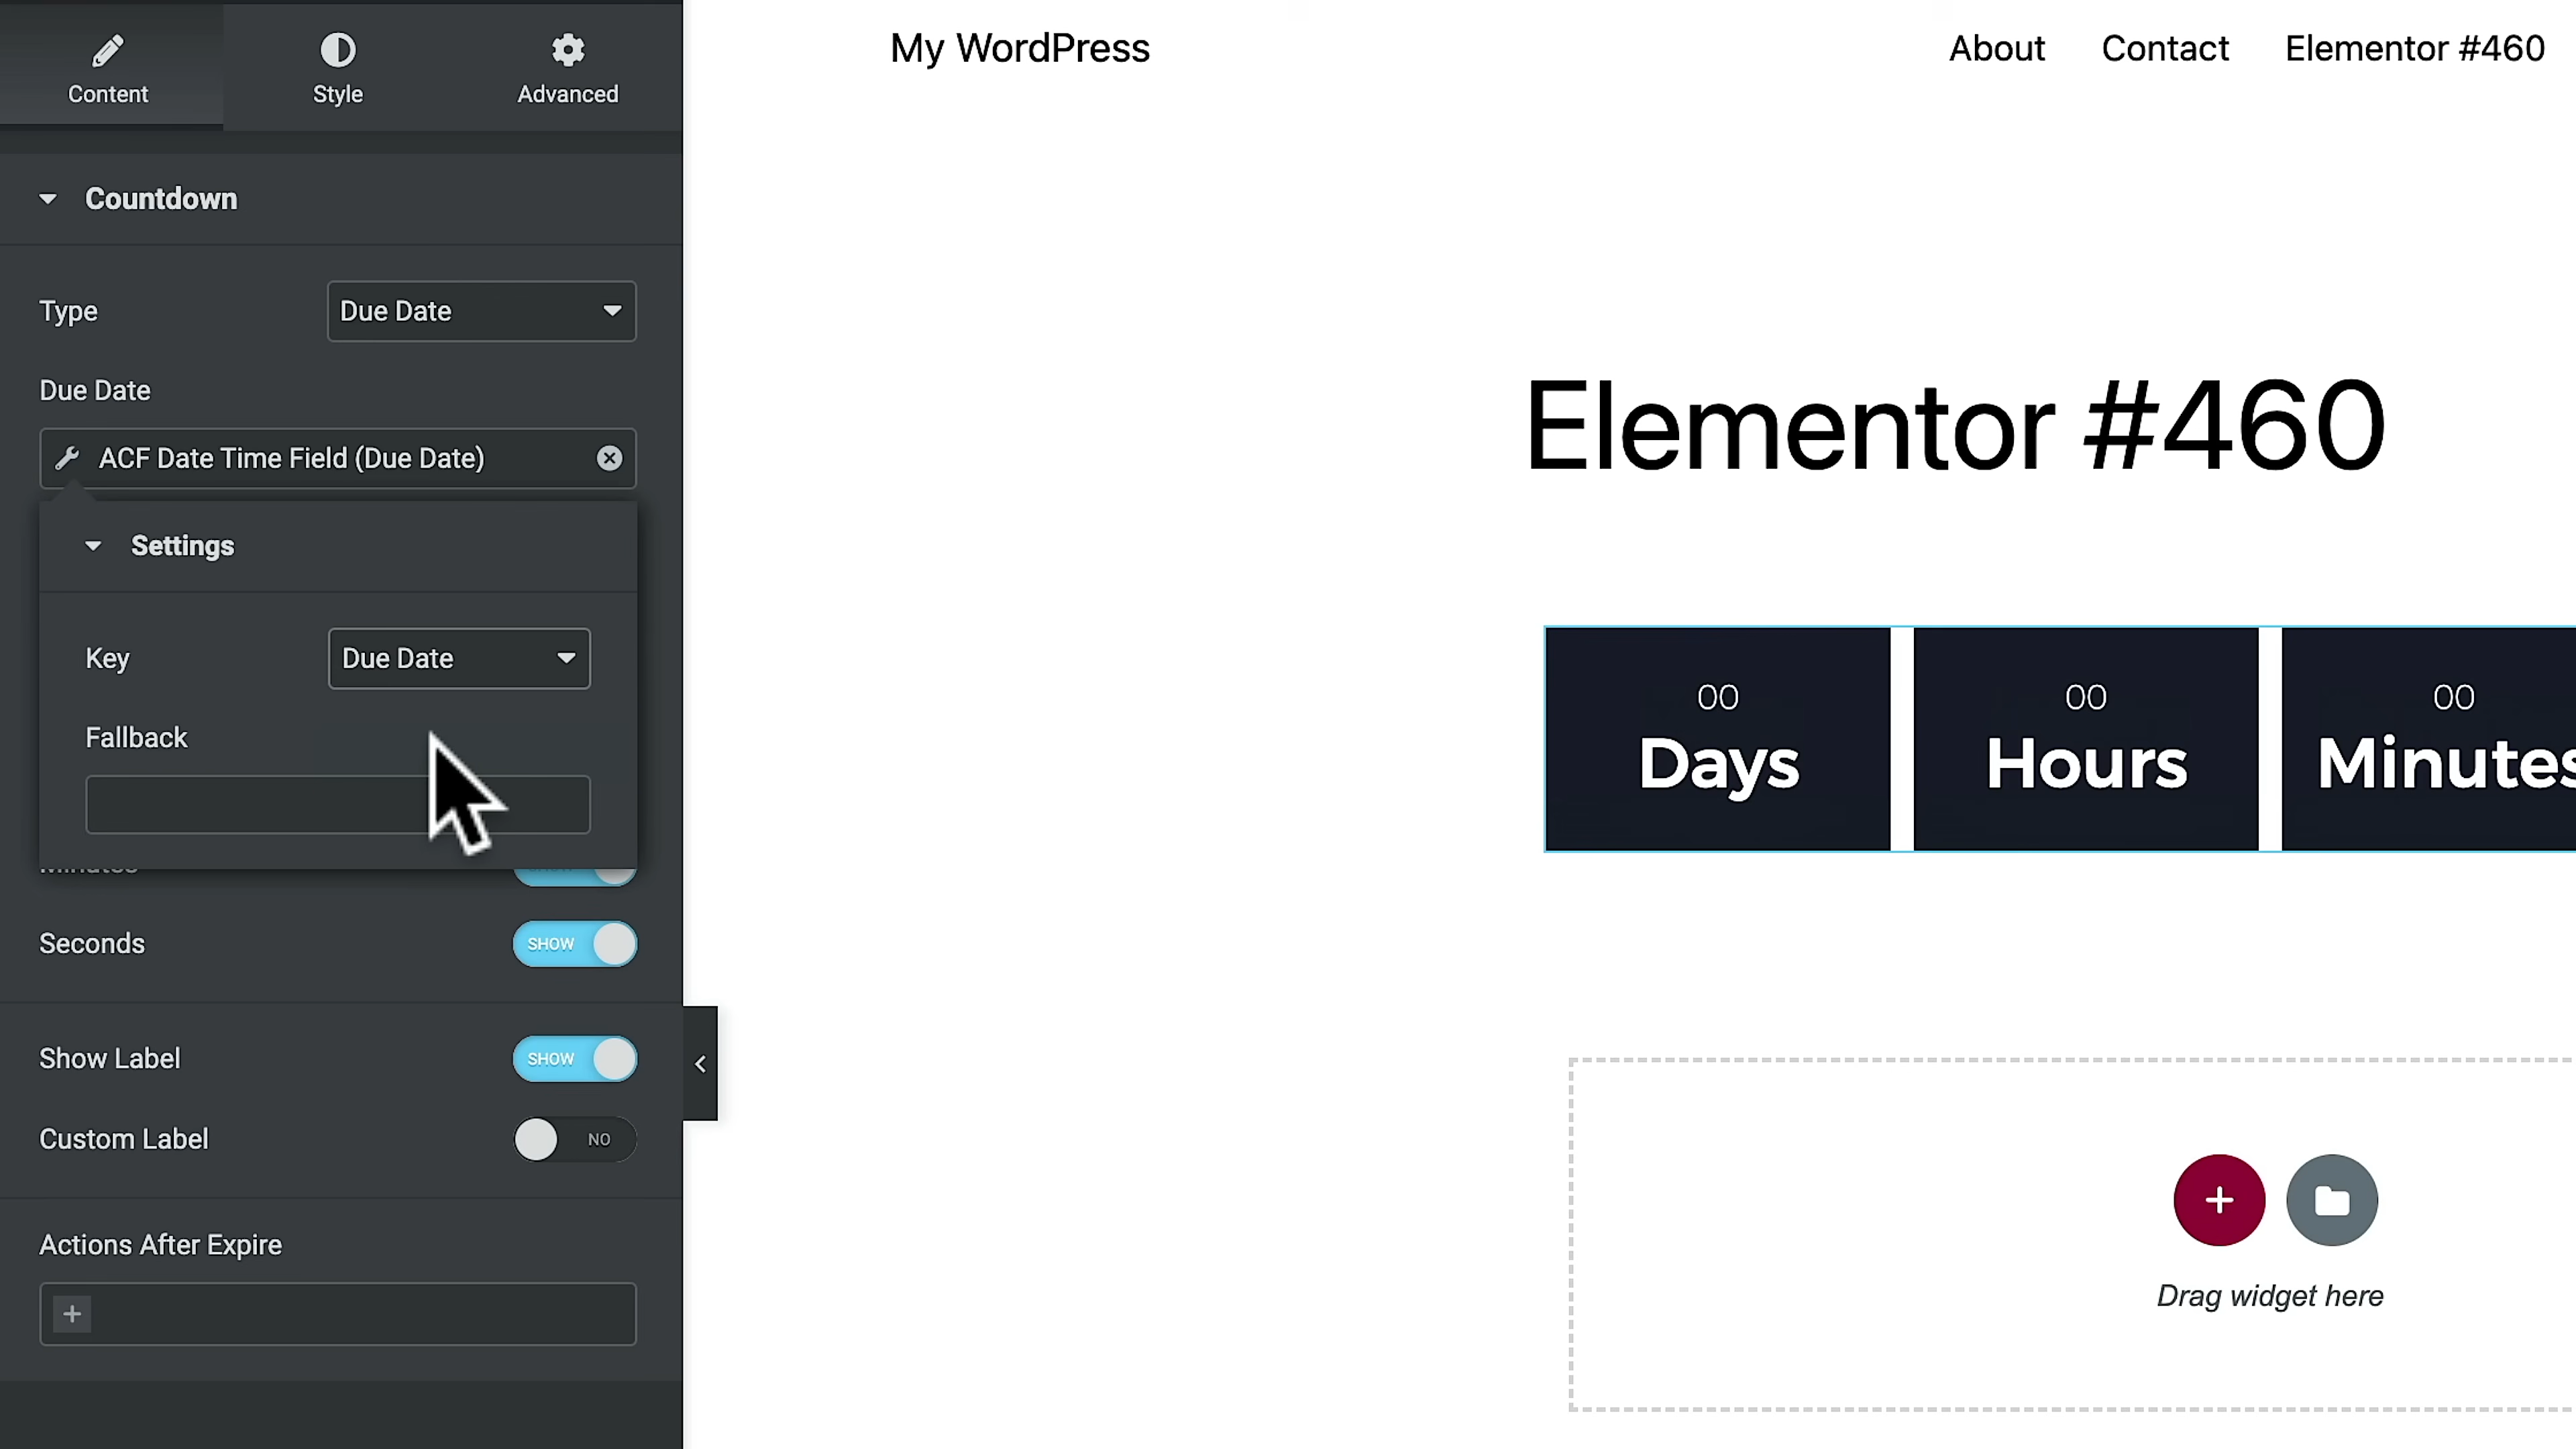 Content
Style
Advanced
Countdown
Type
Due Date
Due Date
ACF Date Time Field (Due Date)
Settings
Key
Due Date
Fallback
Minutes
Seconds
SHOW
Show Label
SHOW
Custom Label
NO
Actions After Expire
My WordPress
About
Contact
Elementor #460
Elementor #460
00
Days
00
Hours
00
Minutes
Drag widget here